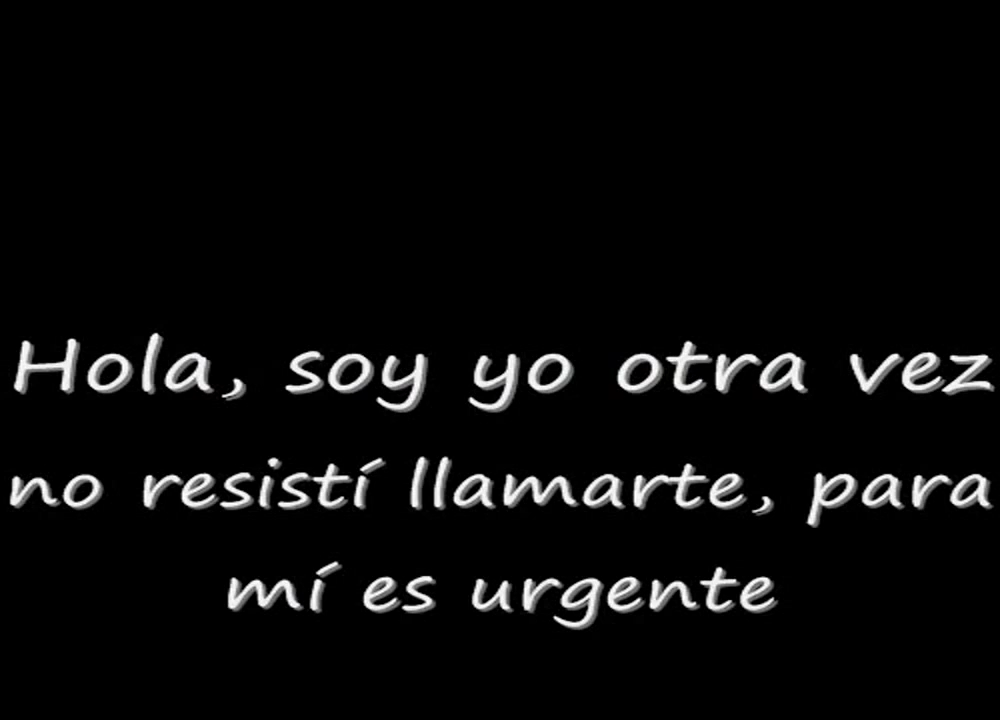 Hola, soy yo otra vez
no resistí llamarte, para
mí es urgente